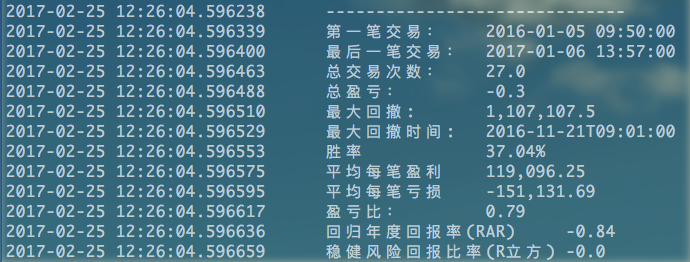 2017-02-25 12:26:04.596238 ------------------------------
2017-02-25 12:26:04.596339 第一笔交易： 2016-01-05 09:50:00
2017-02-25 12:26:04.596400 最后一笔交易： 2017-01-06 13:57:00
2017-02-25 12:26:04.596463 总交易次数： 27.0
2017-02-25 12:26:04.596488 总盈亏： -0.3
2017-02-25 12:26:04.596510 最大回撤： 1,107,107.5
2017-02-25 12:26:04.596529 最大回撤时间： 2016-11-21T09:01:00
2017-02-25 12:26:04.596553 胜率 37.04%
2017-02-25 12:26:04.596575 平均每笔盈利 119,096.25
2017-02-25 12:26:04.596595 平均每笔亏损 -151,131.69
2017-02-25 12:26:04.596617 盈亏比： 0.79
2017-02-25 12:26:04.596636 回归年度回报率(RAR) -0.84
2017-02-25 12:26:04.596659 稳健风险回报比率(R立方) -0.0